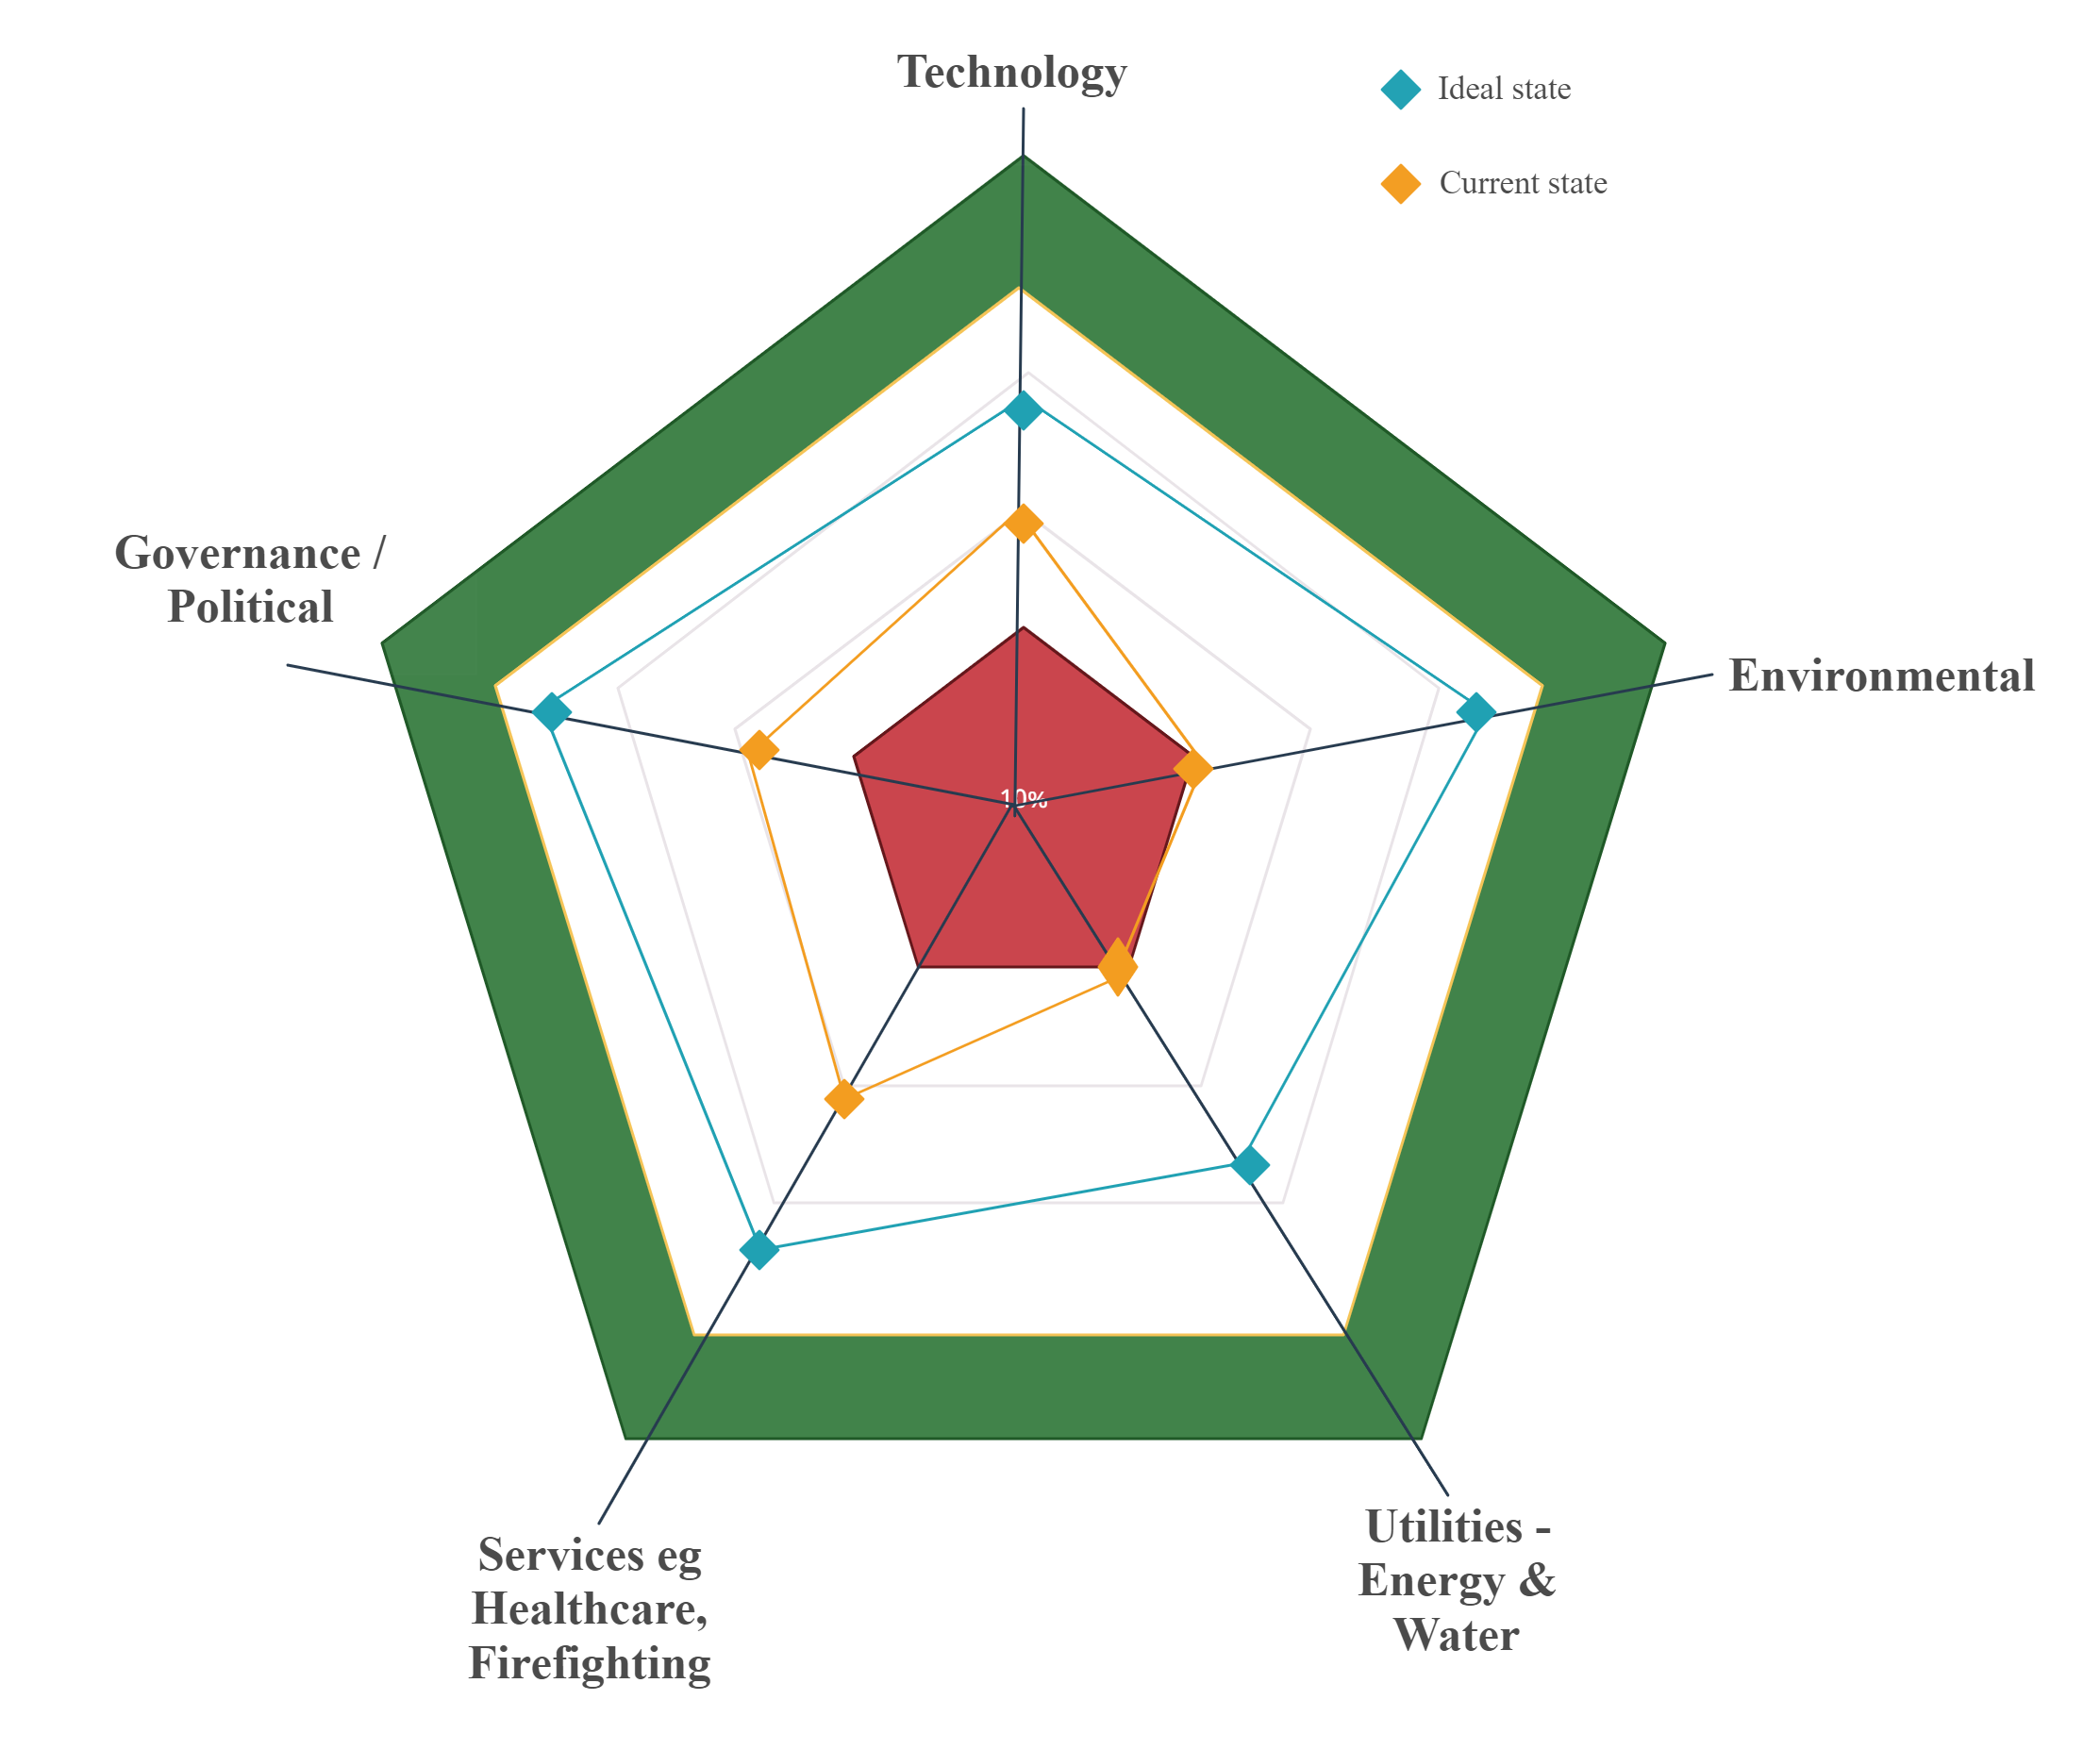 Technology
Ideal state
Current state
Governance /
Political
Environmental
10%
Services eg
Healthcare,
Firefighting
Utilities -
Energy &
Water